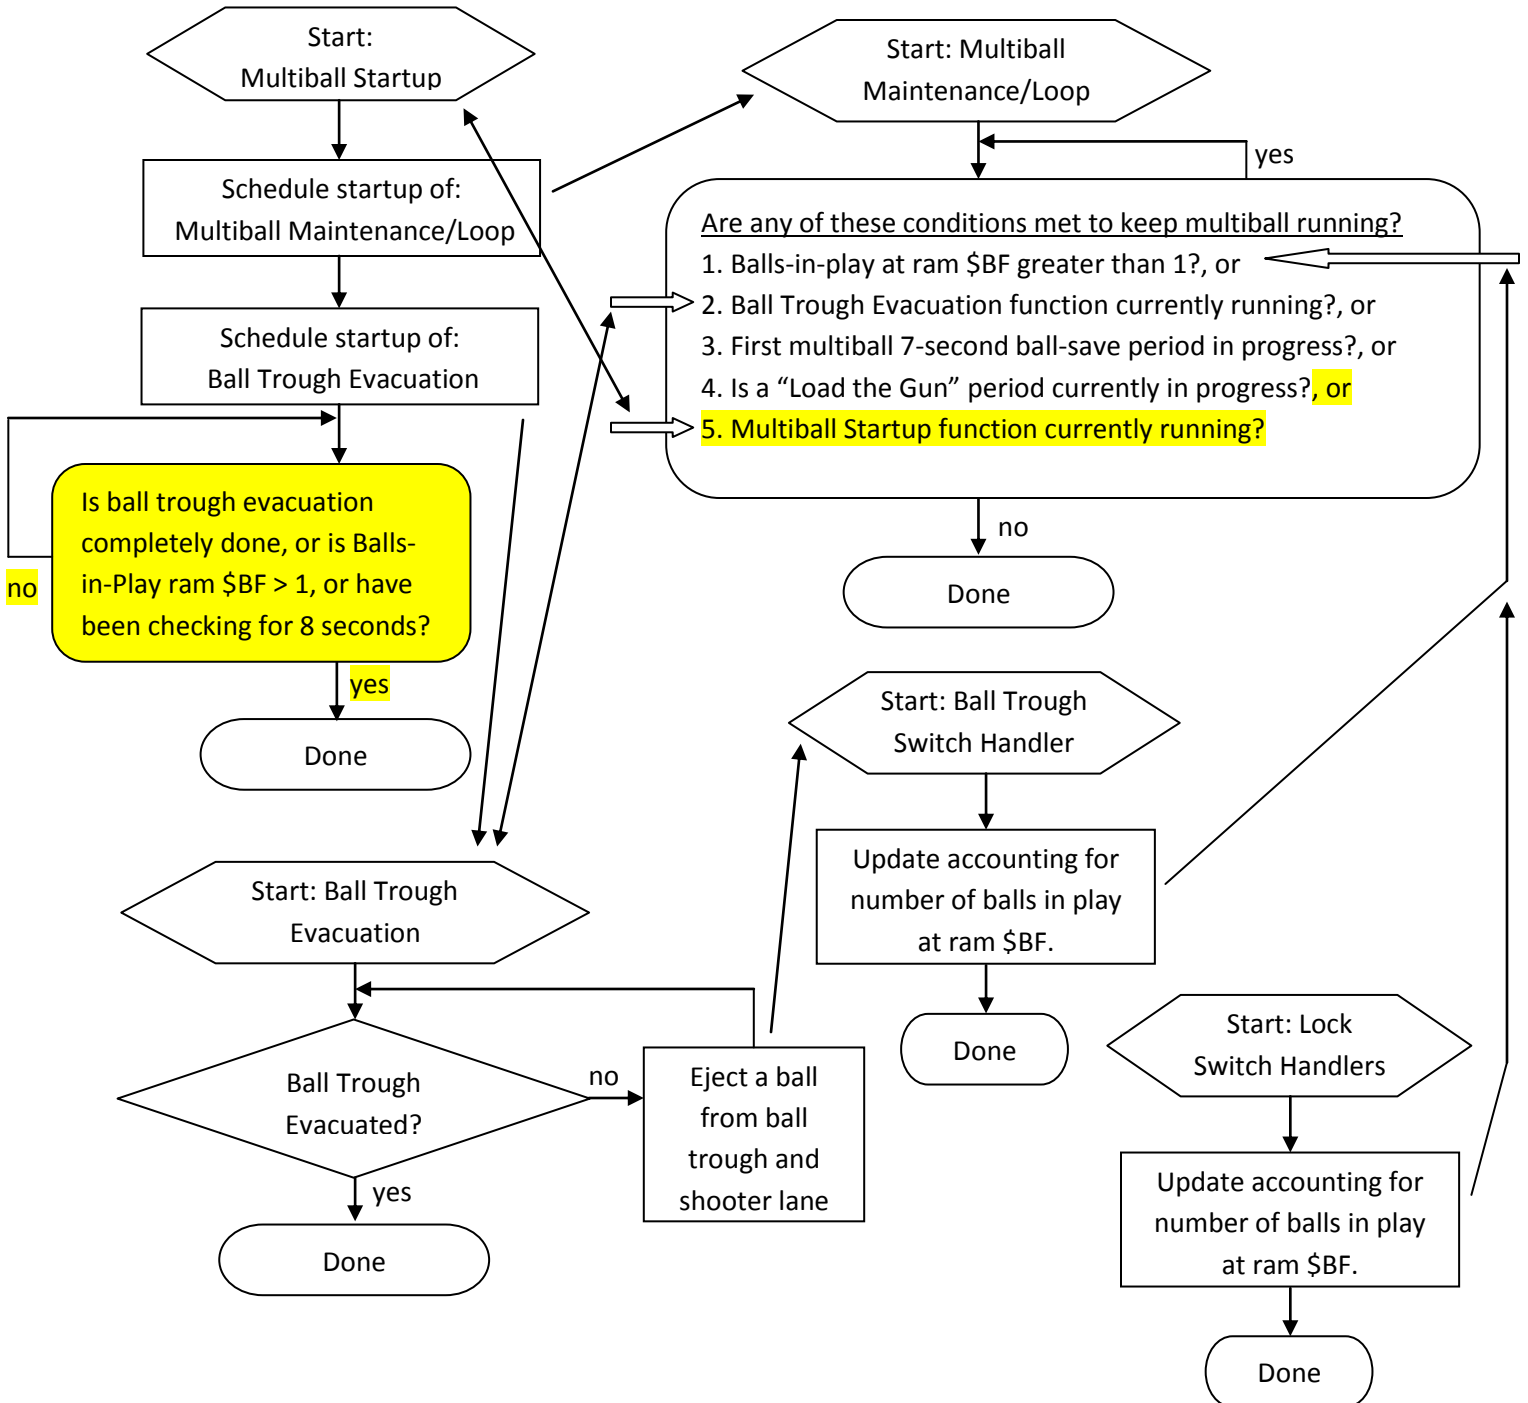 Start:
Multiball Startup
Schedule startup of:
Multiball Maintenance/Loop
Schedule startup of:
Ball Trough Evacuation
Is ball trough evacuation
completely done, or is Balls-
in-Play ram $BF > 1, or have
been checking for 8 seconds?
no
yes
Done
Start: Multiball
Maintenance/Loop
yes
Are any of these conditions met to keep multiball running?
1. Balls-in-play at ram $BF greater than 1?, or
2. Ball Trough Evacuation function currently running?, or
3. First multiball 7-second ball-save period in progress?, or
4. Is a “Load the Gun” period currently in progress?, or
5. Multiball Startup function currently running?
no
Done
Start: Ball Trough
Switch Handler
Update accounting for
number of balls in play
at ram $BF.
Done
Start: Ball Trough
Evacuation
Ball Trough
Evacuated?
no
Eject a ball
from ball
trough and
shooter lane
yes
Done
Start: Lock
Switch Handlers
Update accounting for
number of balls in play
at ram $BF.
Done